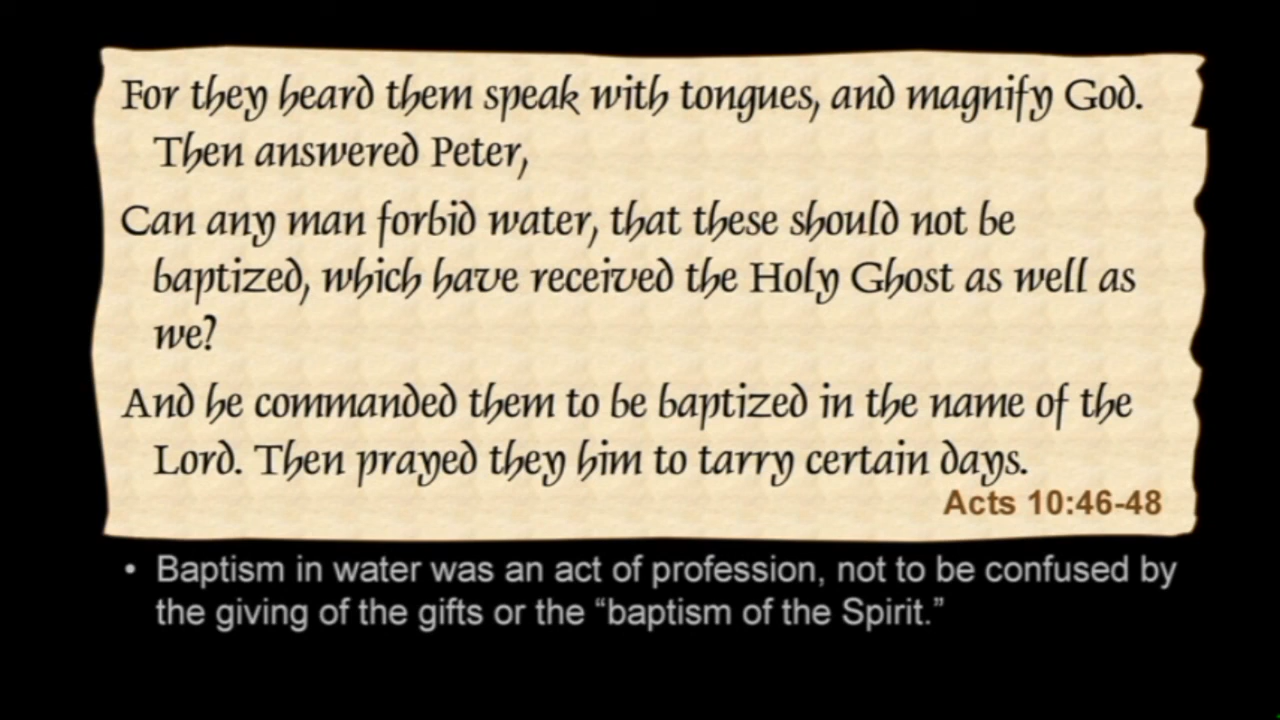 For they heard them speak with tongues, and magnify God.
Then answered Peter,
Can any man forbid water, that these should not be
baptized, which have received the Holy Ghost as well as
we?
And he commanded them to be baptized in the name of the
Lord. Then prayed they him to tarry certain days.
Acts 10:46-48
• Baptism in water was an act of profession, not to be confused by
the giving of the gifts or the “baptism of the Spirit.”